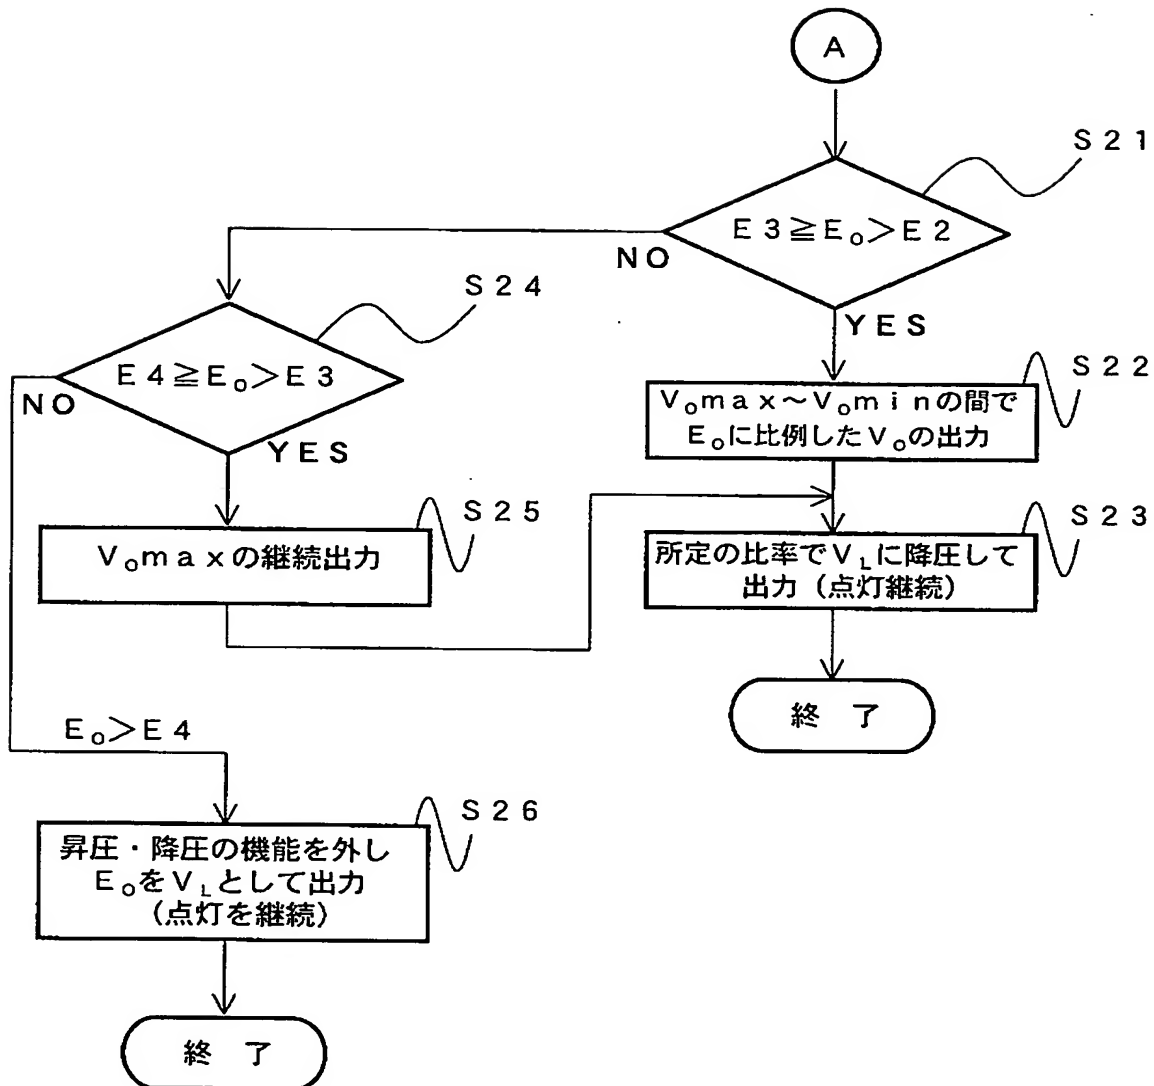 A
S21
E3≧E₀>E2
NO
YES
S24
E4≧E₀>E3
NO
YES
S22
V₀max～V₀minの間で
E₀に比例したV₀の出力
S25
V₀maxの継続出力
S23
所定の比率でV_Lに降圧して
出力（点灯継続）
終 了
E₀>E4
S26
昇圧・降圧の機能を外し
E₀をV_Lとして出力
（点灯を継続）
終 了